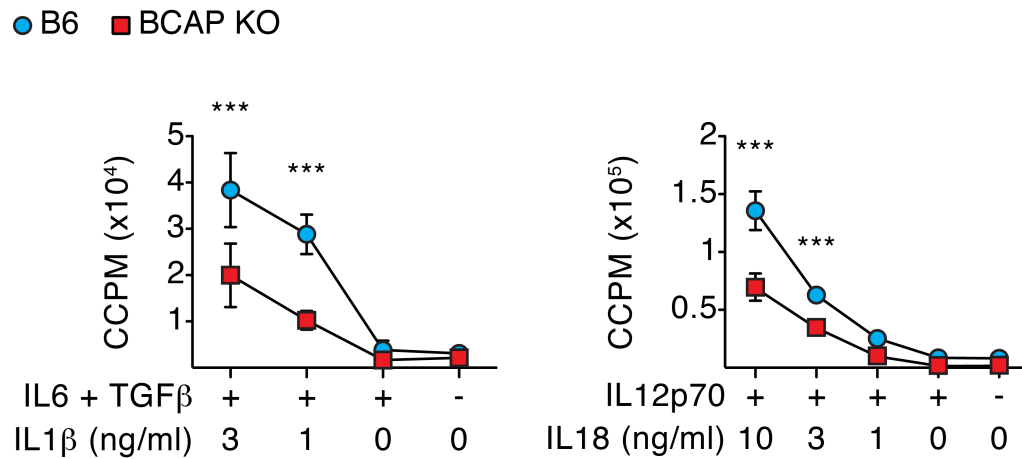 B6 BCAP KO
***
***
5
4
3
2
1
CCPM (x10⁴)
IL6 + TGFβ + + + -
IL1β (ng/ml) 3 1 0 0
***
***
2
1.5
1
0.5
CCPM (x10⁵)
IL12p70 + + + + -
IL18 (ng/ml) 10 3 1 0 0